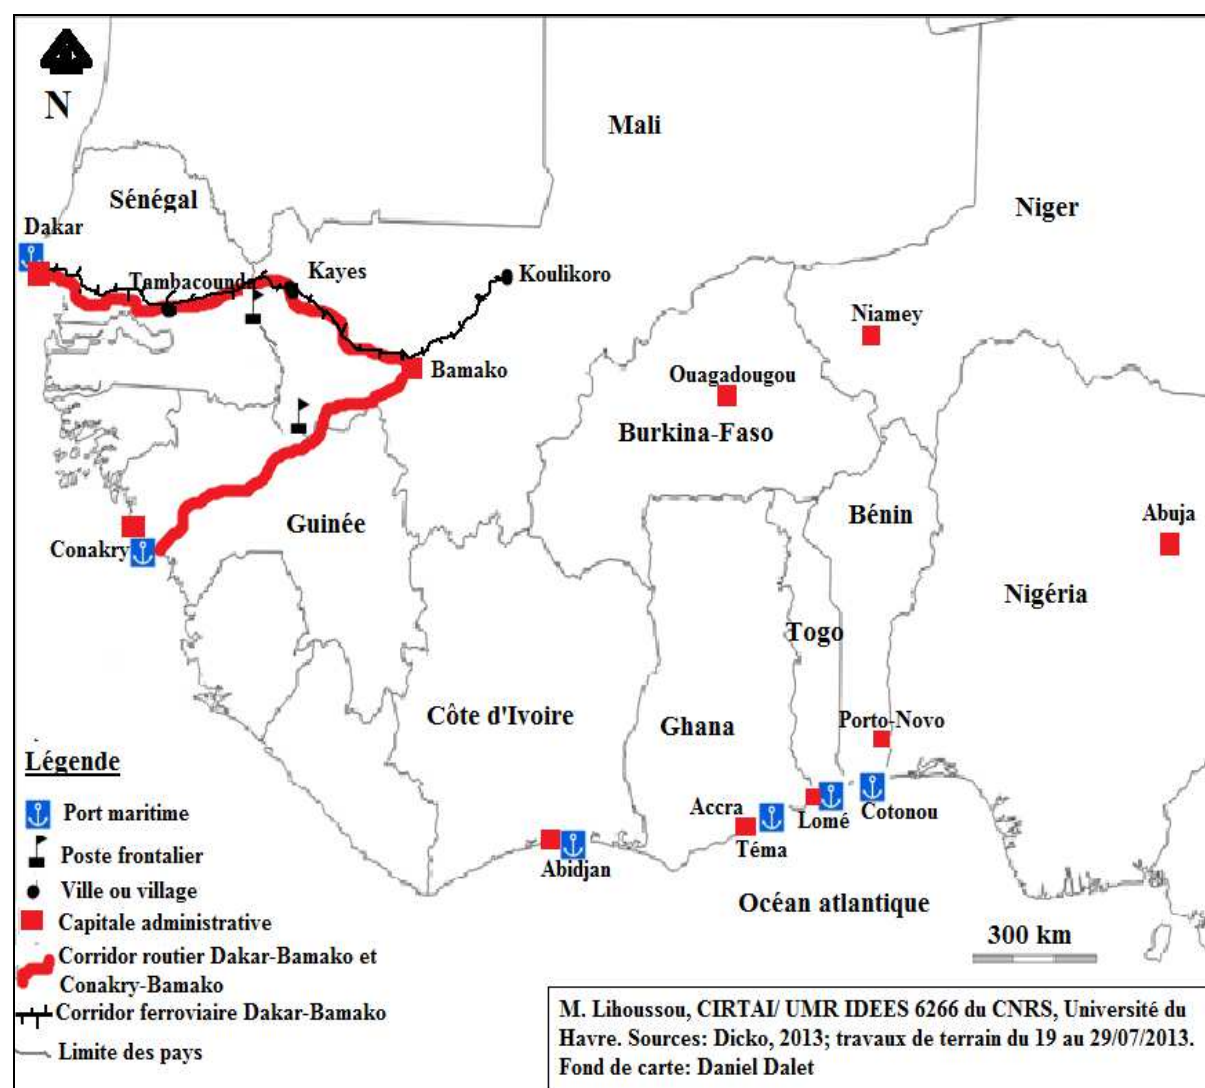 N
Mali
Sénégal
Niger
Dakar
Tambacounda
Kayes
Koulikoro
Niamey
Bamako
Ouagadougou
Burkina-Faso
Bénin
Abuja
Guinée
Conakry
Nigéria
Togo
Côte d'Ivoire
Ghana
Porto-Novo
Accra
Lomé
Cotonou
Téma
Abidjan
Océan atlantique
300 km
Légende
Port maritime
Poste frontalier
Ville ou village
Capitale administrative
Corridor routier Dakar-Bamako et
Conakry-Bamako
Corridor ferroviaire Dakar-Bamako
Limite des pays
M. Lihoussou, CIRTAI/ UMR IDEES 6266 du CNRS, Université du
Havre. Sources: Dicko, 2013; travaux de terrain du 19 au 29/07/2013.
Fond de carte: Daniel Dalet